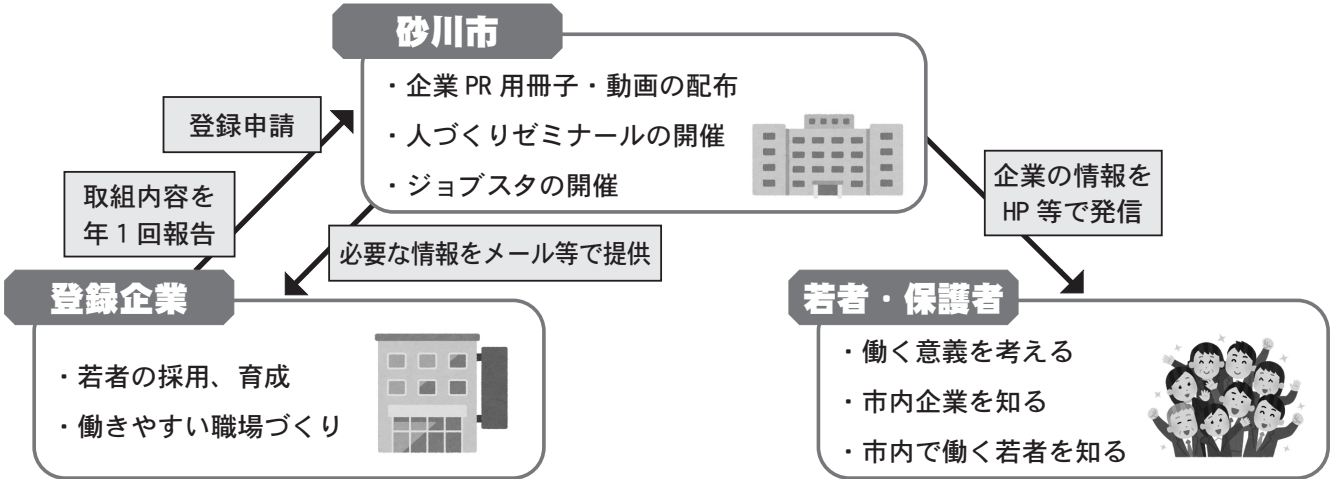 砂川市
・企業 PR 用冊子・動画の配布
・人づくりゼミナールの開催
・ジョブスタの開催
登録申請
取組内容を
年1回報告
必要な情報をメール等で提供
企業の情報を
HP 等で発信
登録企業
・若者の採用、育成
・働きやすい職場づくり
若者・保護者
・働く意義を考える
・市内企業を知る
・市内で働く若者を知る